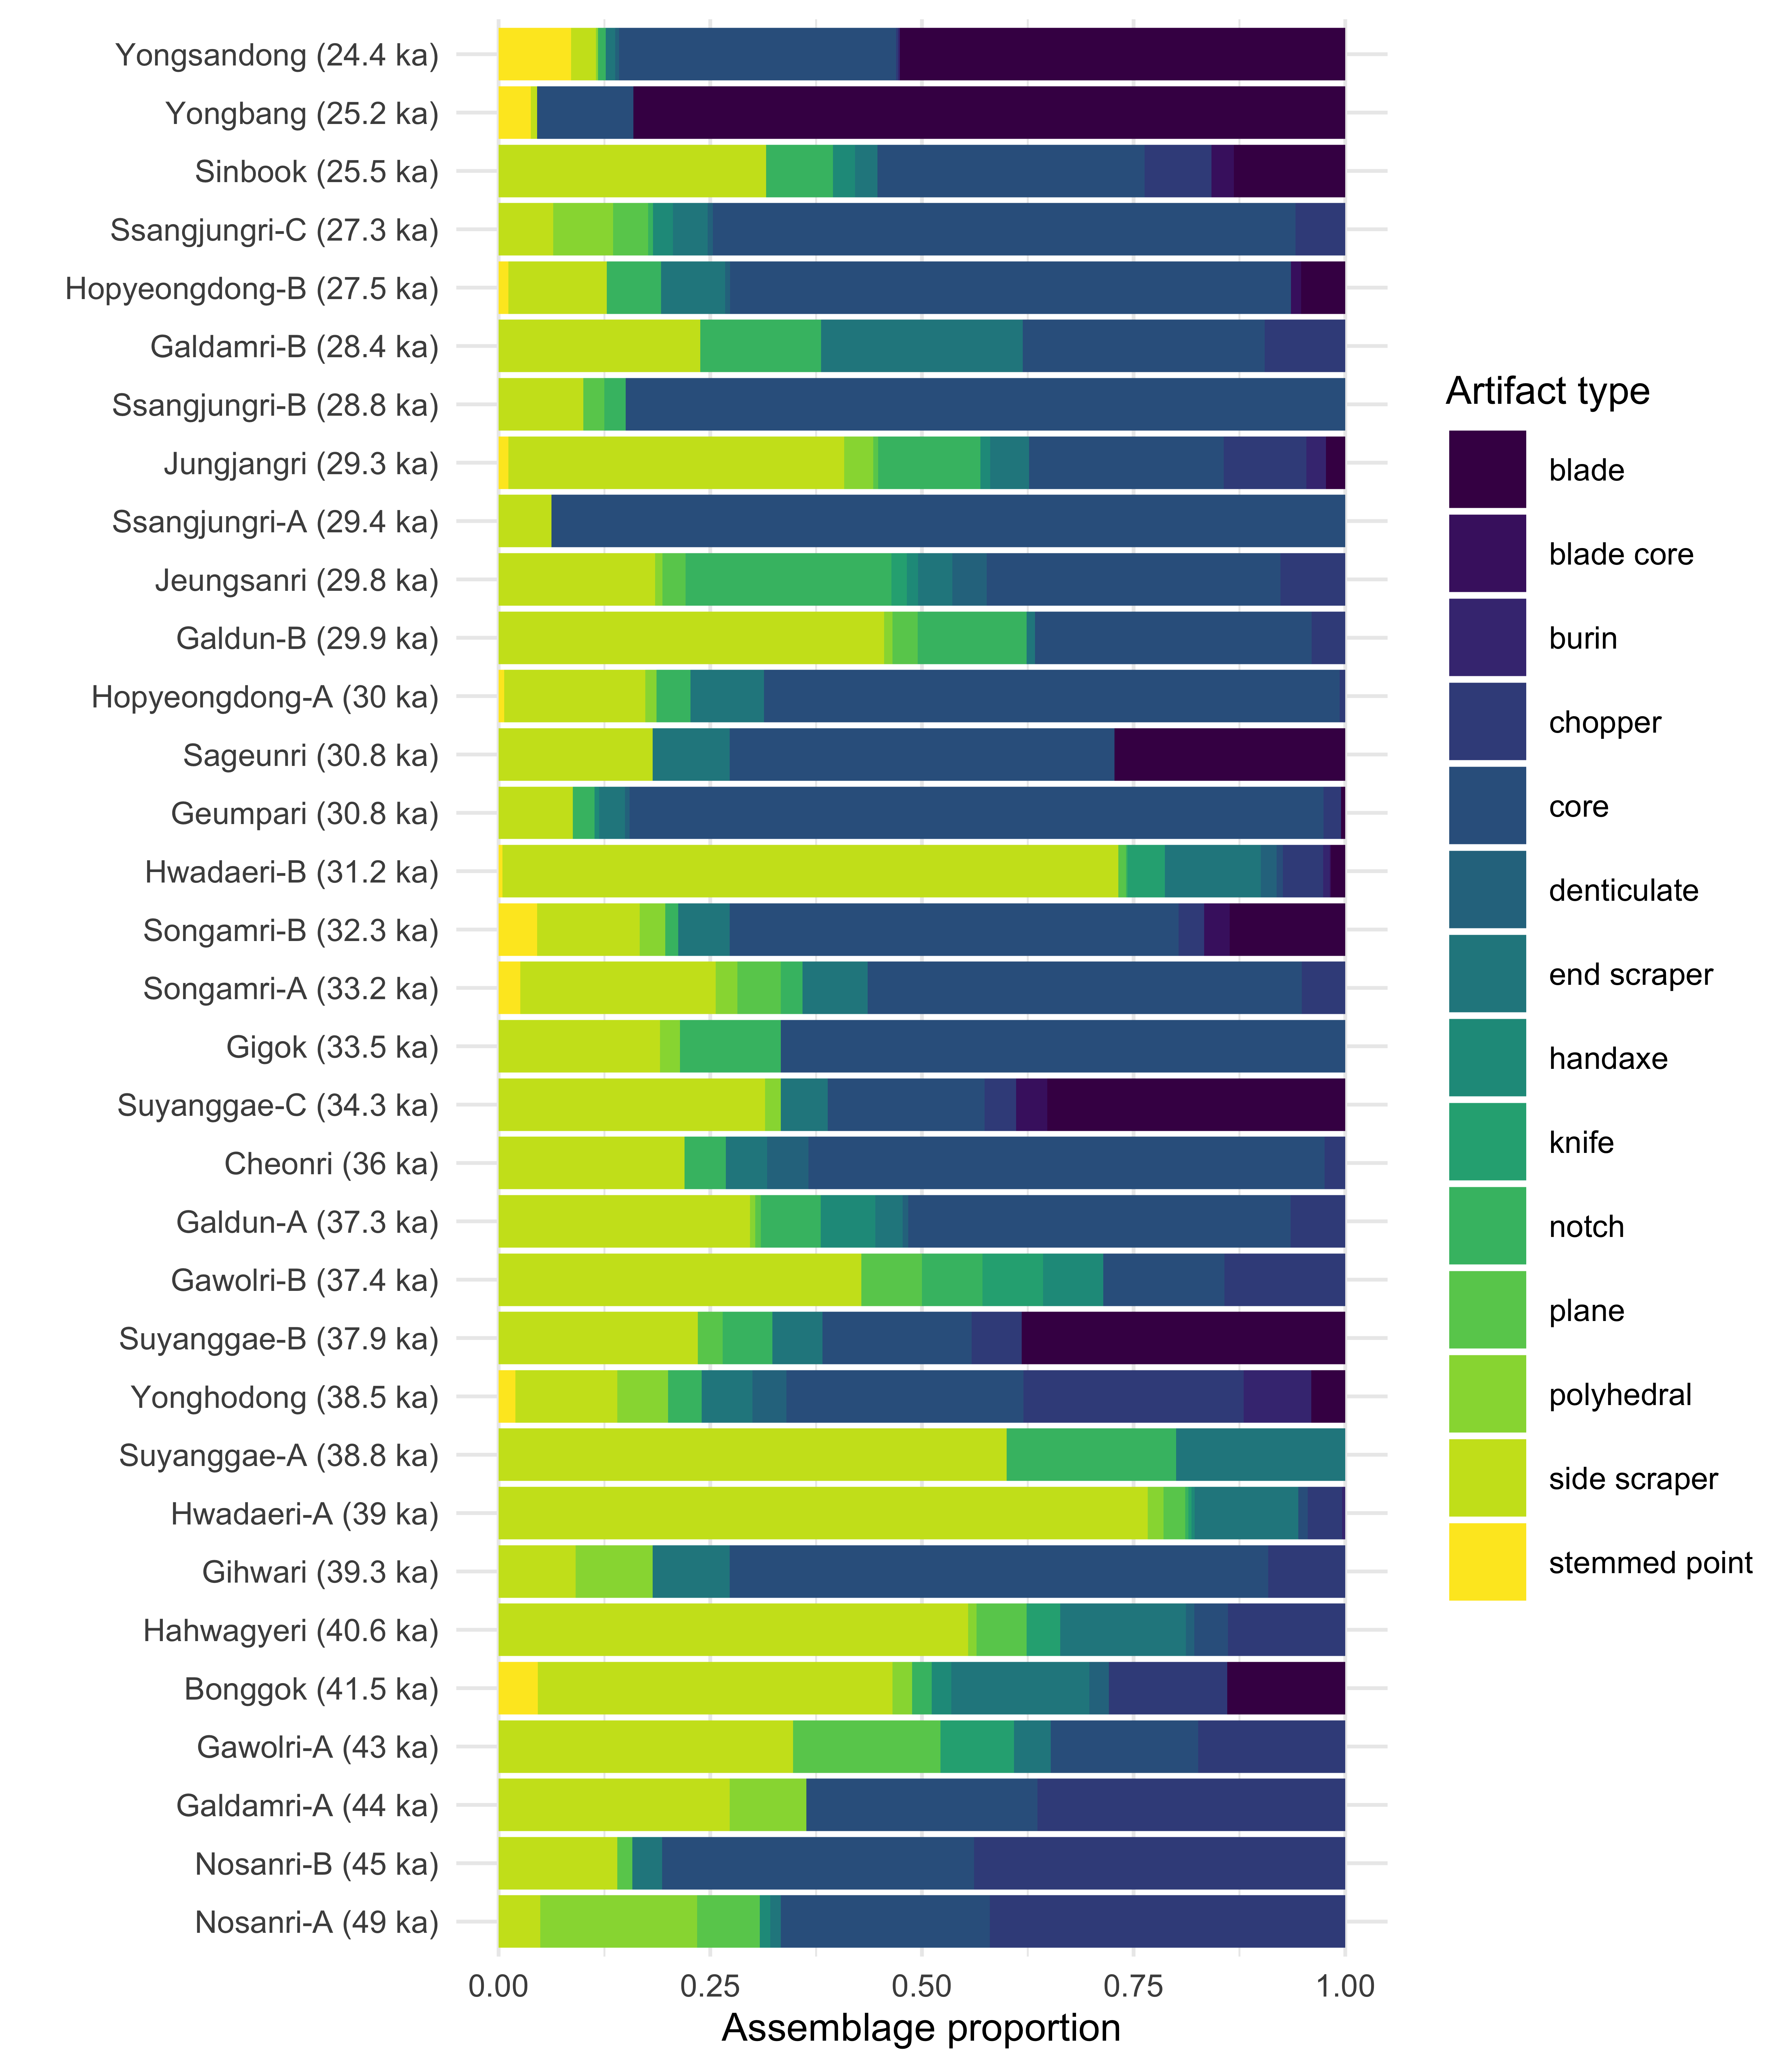 Yongsandong (24.4 ka)
Yongbang (25.2 ka)
Sinbook (25.5 ka)
Ssangjungri-C (27.3 ka)
Hopyeongdong-B (27.5 ka)
Galdamri-B (28.4 ka)
Ssangjungri-B (28.8 ka)
Jungjangri (29.3 ka)
Ssangjungri-A (29.4 ka)
Jeungsanri (29.8 ka)
Galdun-B (29.9 ka)
Hopyeongdong-A (30 ka)
Sageunri (30.8 ka)
Geumpari (30.8 ka)
Hwadaeri-B (31.2 ka)
Songamri-B (32.3 ka)
Songamri-A (33.2 ka)
Gigok (33.5 ka)
Suyanggae-C (34.3 ka)
Cheonri (36 ka)
Galdun-A (37.3 ka)
Gawolri-B (37.4 ka)
Suyanggae-B (37.9 ka)
Yonghodong (38.5 ka)
Suyanggae-A (38.8 ka)
Hwadaeri-A (39 ka)
Gihwari (39.3 ka)
Hahwagyeri (40.6 ka)
Bonggok (41.5 ka)
Gawolri-A (43 ka)
Galdamri-A (44 ka)
Nosanri-B (45 ka)
Nosanri-A (49 ka)
0.00 0.25 0.50 0.75 1.00
Assemblage proportion
Artifact type
blade
blade core
burin
chopper
core
denticulate
end scraper
handaxe
knife
notch
plane
polyhedral
side scraper
stemmed point